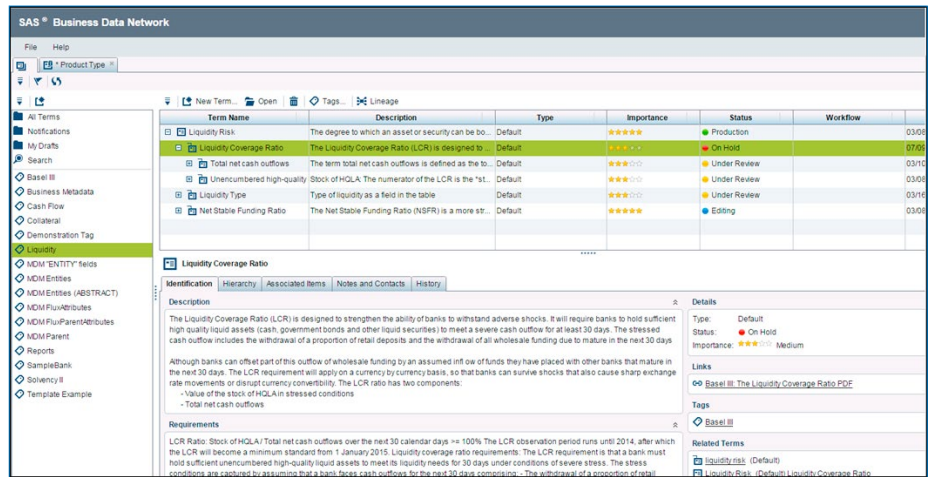 SAS ® Business Data Network
File Help
* Product Type
New Term... Open Tags... Lineage
All Terms
Notifications
My Drafts
Search
Basel III
Business Metadata
Cash Flow
Collateral
Demonstration Tag
Liquidity
MDM "ENTITY" fields
MDM Entities
MDM Entities (ABSTRACT)
MDM FluxAttributes
MDM FluxParentAttributes
MDM Parent
Reports
SampleBank
Solvency II
Template Example
Term Name Description Type Importance Status Workflow
Liquidity Risk The degree to which an asset or security can be bo... Default Production 03/08
Liquidity Coverage Ratio The Liquidity Coverage Ratio (LCR) is designed to ... Default On Hold 07/09
Total net cash outflows The term total net cash outflows is defined as the to... Default Under Review 03/10
Unencumbered high-quality Stock of HQLA: The numerator of the LCR is the "st... Default Under Review 03/08
Liquidity Type Type of liquidity as a field in the table Default Under Review 03/16
Net Stable Funding Ratio The Net Stable Funding Ratio (NSFR) is a more str... Default Editing 03/08
Liquidity Coverage Ratio
Identification Hierarchy Associated Items Notes and Contacts History
Description
The Liquidity Coverage Ratio (LCR) is designed to strengthen the ability of banks to withstand adverse shocks. It will require banks to hold sufficient
high quality liquid assets (cash, government bonds and other liquid securities) to meet a severe cash outflow for at least 30 days. The stressed
cash outflow includes the withdrawal of a proportion of retail deposits and the withdrawal of all wholesale funding due to mature in the next 30 days
Although banks can offset part of this outflow of wholesale funding by an assumed inflow of funds they have placed with other banks that mature in
the next 30 days. The LCR requirement will apply on a currency by currency basis, so that banks can survive shocks that also cause sharp exchange
rate movements or disrupt currency convertibility. The LCR ratio has two components:
- Value of the stock of HQLA in stressed conditions
- Total net cash outflows
Requirements
LCR Ratio: Stock of HQLA / Total net cash outflows over the next 30 calendar days >= 100% The LCR observation period runs until 2014, after which
the LCR will become a minimum standard from 1 January 2015. Liquidity coverage ratio requirements: The LCR requirement is that a bank must
hold sufficient unencumbered high-quality liquid assets to meet its liquidity needs for 30 days under conditions of severe stress. The stress
conditions are captured by assuming that a bank faces cash outflows for the next 30 days comprising: - The withdrawal of a proportion of retail
Details
Type: Default
Status: On Hold
Importance: Medium
Links
Basel III: The Liquidity Coverage Ratio PDF
Tags
Basel III
Related Terms
liquidity risk (Default)
Liquidity Risk (Default) Liquidity Coverage Ratio